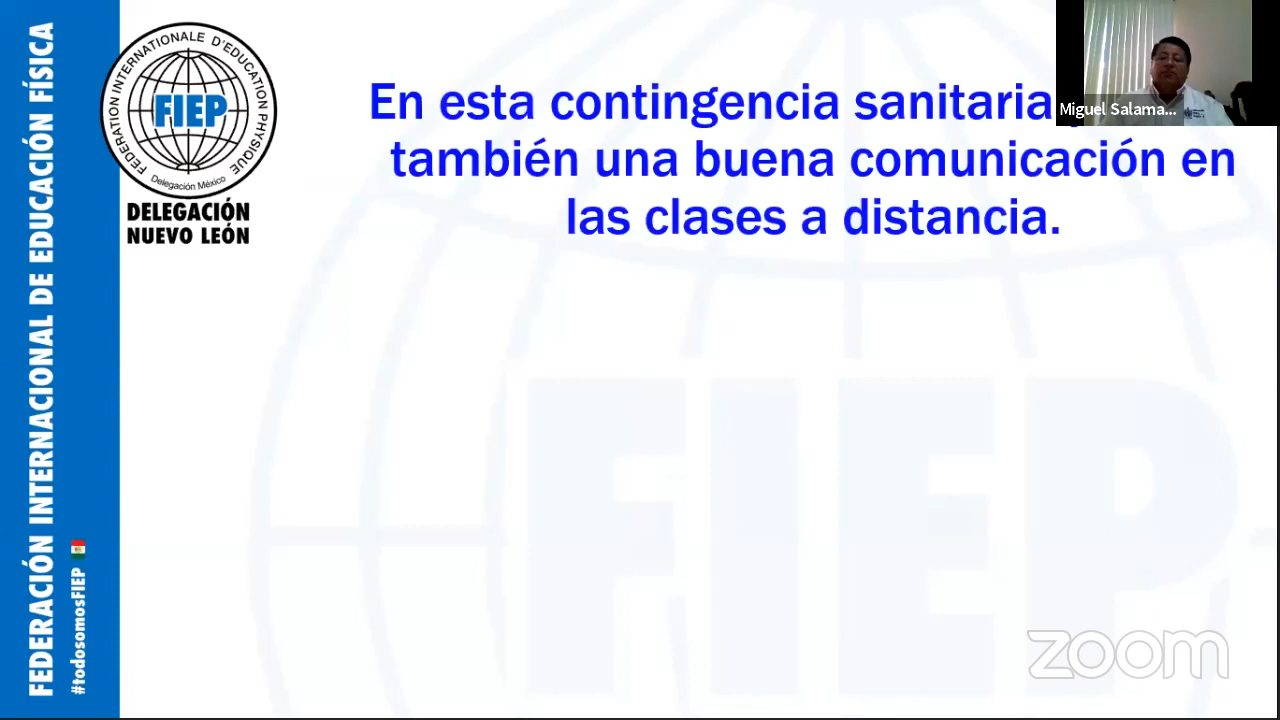 FEDERACIÓN INTERNACIONAL DE EDUCACIÓN FÍSICA
#todosomosFIEP
FEDERATION INTERNATIONALE D'EDUCATION PHYSIQUE
FIEP
Delegación México
DELEGACIÓN
NUEVO LEÓN
En esta contingencia sanitaria
también una buena comunicación en
las clases a distancia.
Miguel Salama...
FIEP
zoom